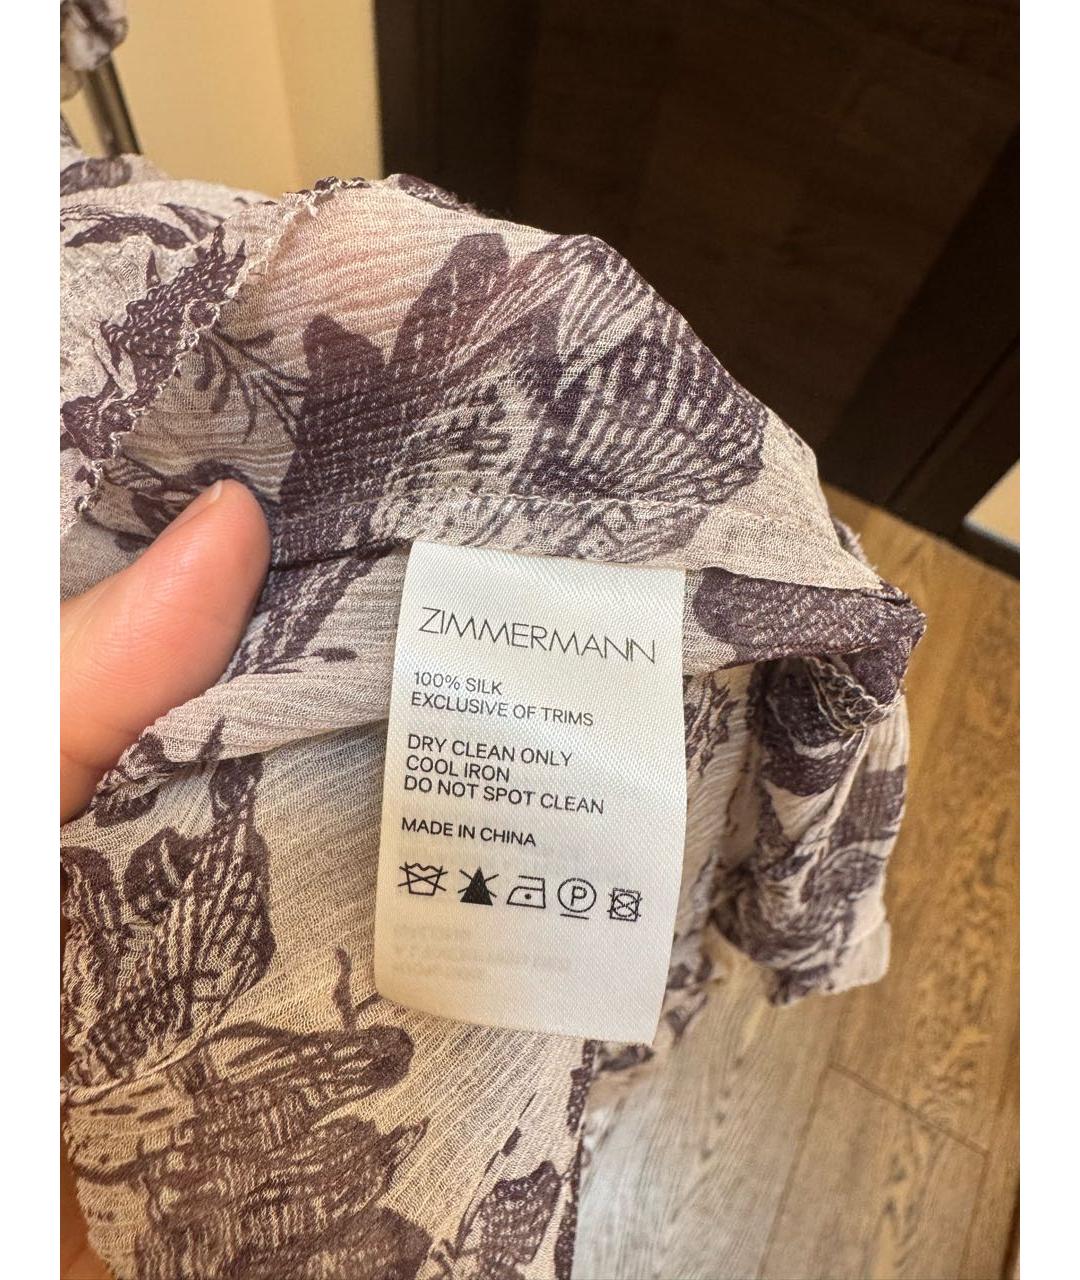 ZIMMERMANN
100% SILK
EXCLUSIVE OF TRIMS
DRY CLEAN ONLY
COOL IRON
DO NOT SPOT CLEAN
MADE IN CHINA
P